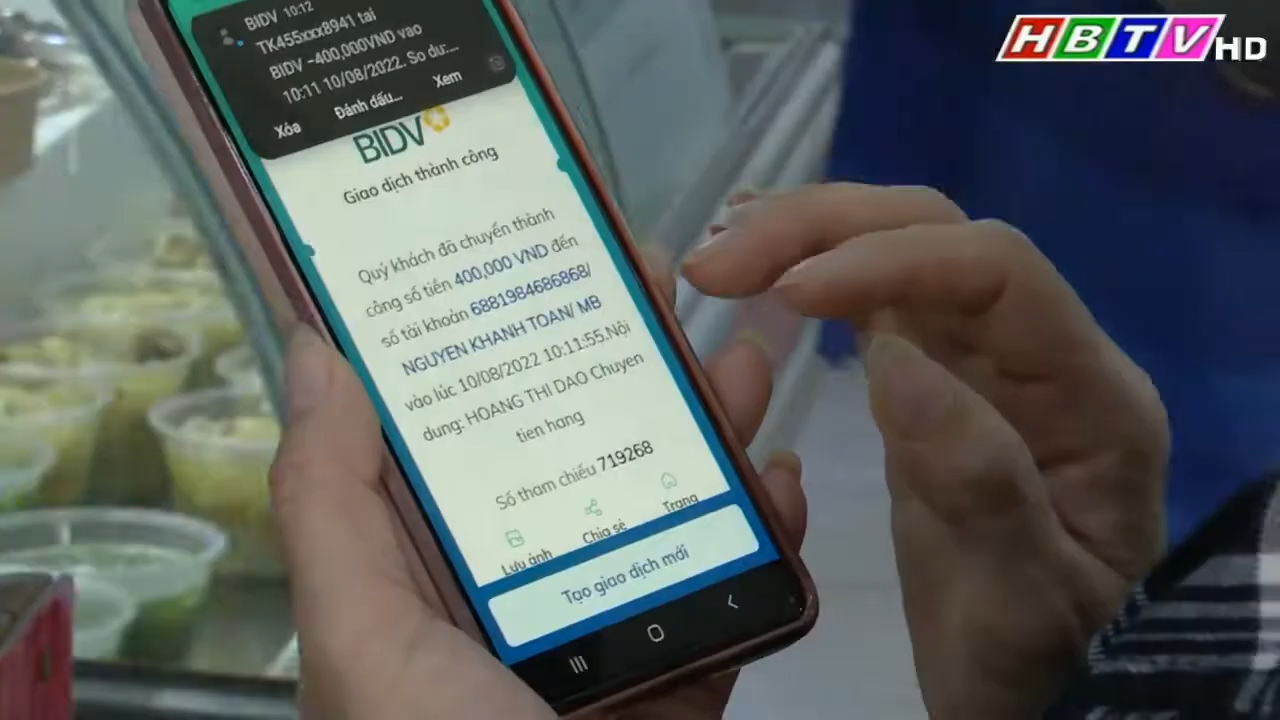 HBTV HD
BIDV 10:12
TK455xxx8941 tai
BIDV -400,000VND vao
10:11 10/08/2022. So du:...
Xóa Đánh dấu... Xem
BIDV
Giao dịch thành công
Quý khách đã chuyển thành
công số tiền 400,000 VND đến
số tài khoản 6881984686868/
NGUYEN KHANH TOAN/ MB
vào lúc 10/08/2022 10:11:55.Nội
dung: HOANG THI DAO Chuyen
tien hang
Số tham chiếu 719268
Lưu ảnh Chia sẻ Trang
Tạo giao dịch mới